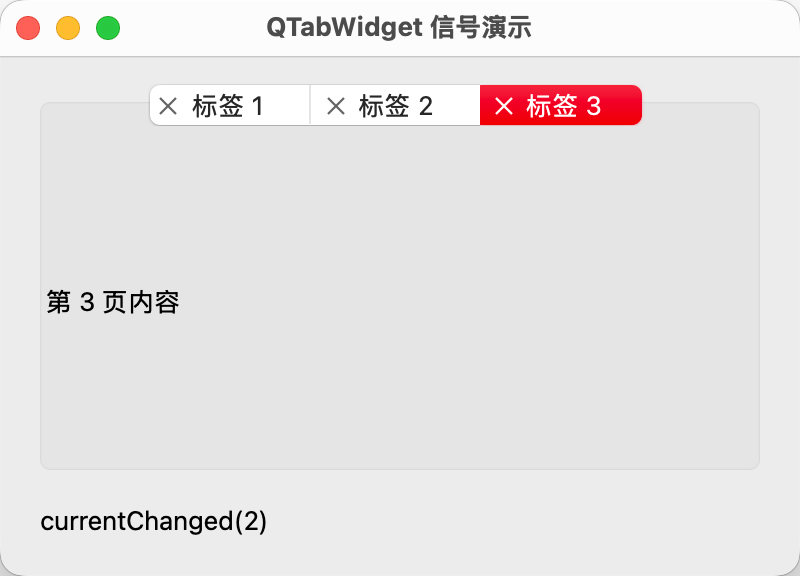 QTabWidget 信号演示
标签 1
标签 2
标签 3
第 3 页内容
currentChanged(2)